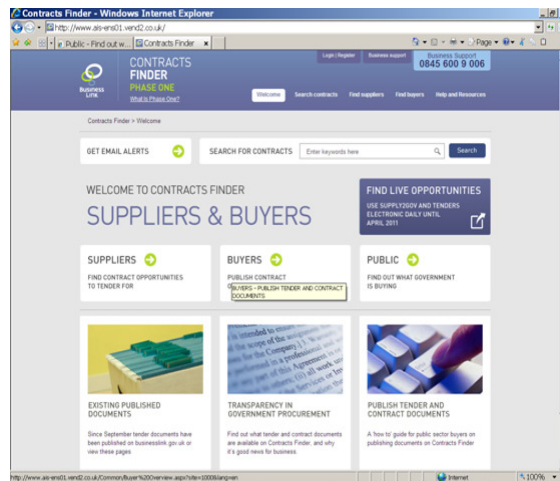 Contracts Finder - Windows Internet Explorer
http://www.ais-ens01.vend2.co.uk/
Public - Find out w...
Contracts Finder
Page
Login | Register
Business support
Business Support
0845 600 9 006
Business
Link
CONTRACTS
FINDER
PHASE ONE
What is Phase One?
Welcome
Search contracts
Find suppliers
Find buyers
Help and Resources
Contracts Finder > Welcome
GET EMAIL ALERTS
SEARCH FOR CONTRACTS
Enter keywords here
Search
WELCOME TO CONTRACTS FINDER
SUPPLIERS & BUYERS
FIND LIVE OPPORTUNITIES
USE SUPPLY2GOV AND TENDERS
ELECTRONIC DAILY UNTIL
APRIL 2011
SUPPLIERS
FIND CONTRACT OPPORTUNITIES
TO TENDER FOR
BUYERS
PUBLISH CONTRACT
BUYERS - PUBLISH TENDER AND CONTRACT
DOCUMENTS
PUBLIC
FIND OUT WHAT GOVERNMENT
IS BUYING
EXISTING PUBLISHED
DOCUMENTS
Since September tender documents have
been published on businesslink.gov.uk or
view these pages
TRANSPARENCY IN
GOVERNMENT PROCUREMENT
Find out what tender and contract documents
are available on Contracts Finder, and why
it's good news for business.
PUBLISH TENDER AND
CONTRACT DOCUMENTS
A 'how to' guide for public sector buyers on
publishing documents on Contracts Finder
http://www.ais-ens01.vend2.co.uk/Common/Buyer%20Overview.aspx?site=1000&lang=en
Internet
100%